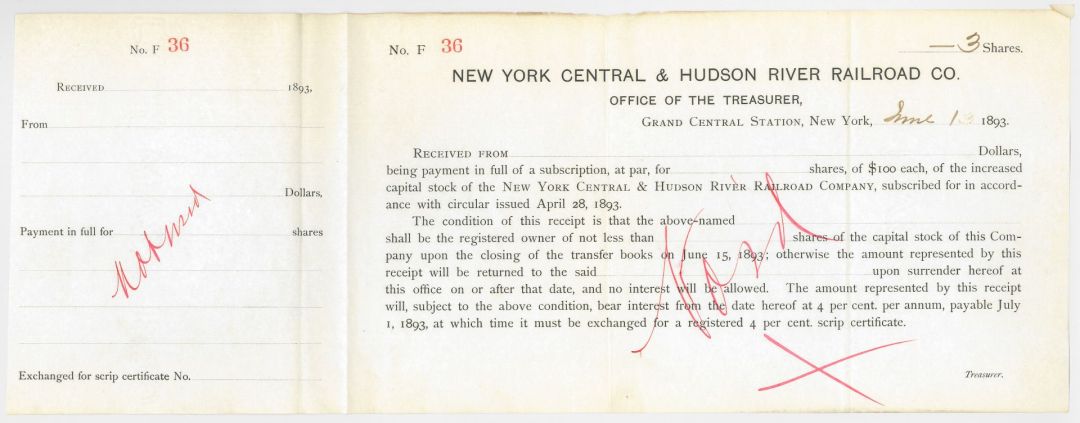 No. F 36
RECEIVED 1893,
From
Dollars,
Payment in full for shares
Exchanged for scrip certificate No.
No. F 36
— 3 Shares.
NEW YORK CENTRAL & HUDSON RIVER RAILROAD CO.
OFFICE OF THE TREASURER,
GRAND CENTRAL STATION, NEW YORK, June 13 1893.
RECEIVED FROM Dollars,
being payment in full of a subscription, at par, for shares, of $100 each, of the increased
capital stock of the NEW YORK CENTRAL & HUDSON RIVER RAILROAD COMPANY, subscribed for in accord-
ance with circular issued April 28, 1893.
The condition of this receipt is that the above-named
shall be the registered owner of not less than shares of the capital stock of this Com-
pany upon the closing of the transfer books on June 15, 1893; otherwise the amount represented by this
receipt will be returned to the said upon surrender hereof at
this office on or after that date, and no interest will be allowed. The amount represented by this receipt
will, subject to the above condition, bear interest from the date hereof at 4 per cent. per annum, payable July
1, 1893, at which time it must be exchanged for a registered 4 per cent. scrip certificate.
Treasurer.